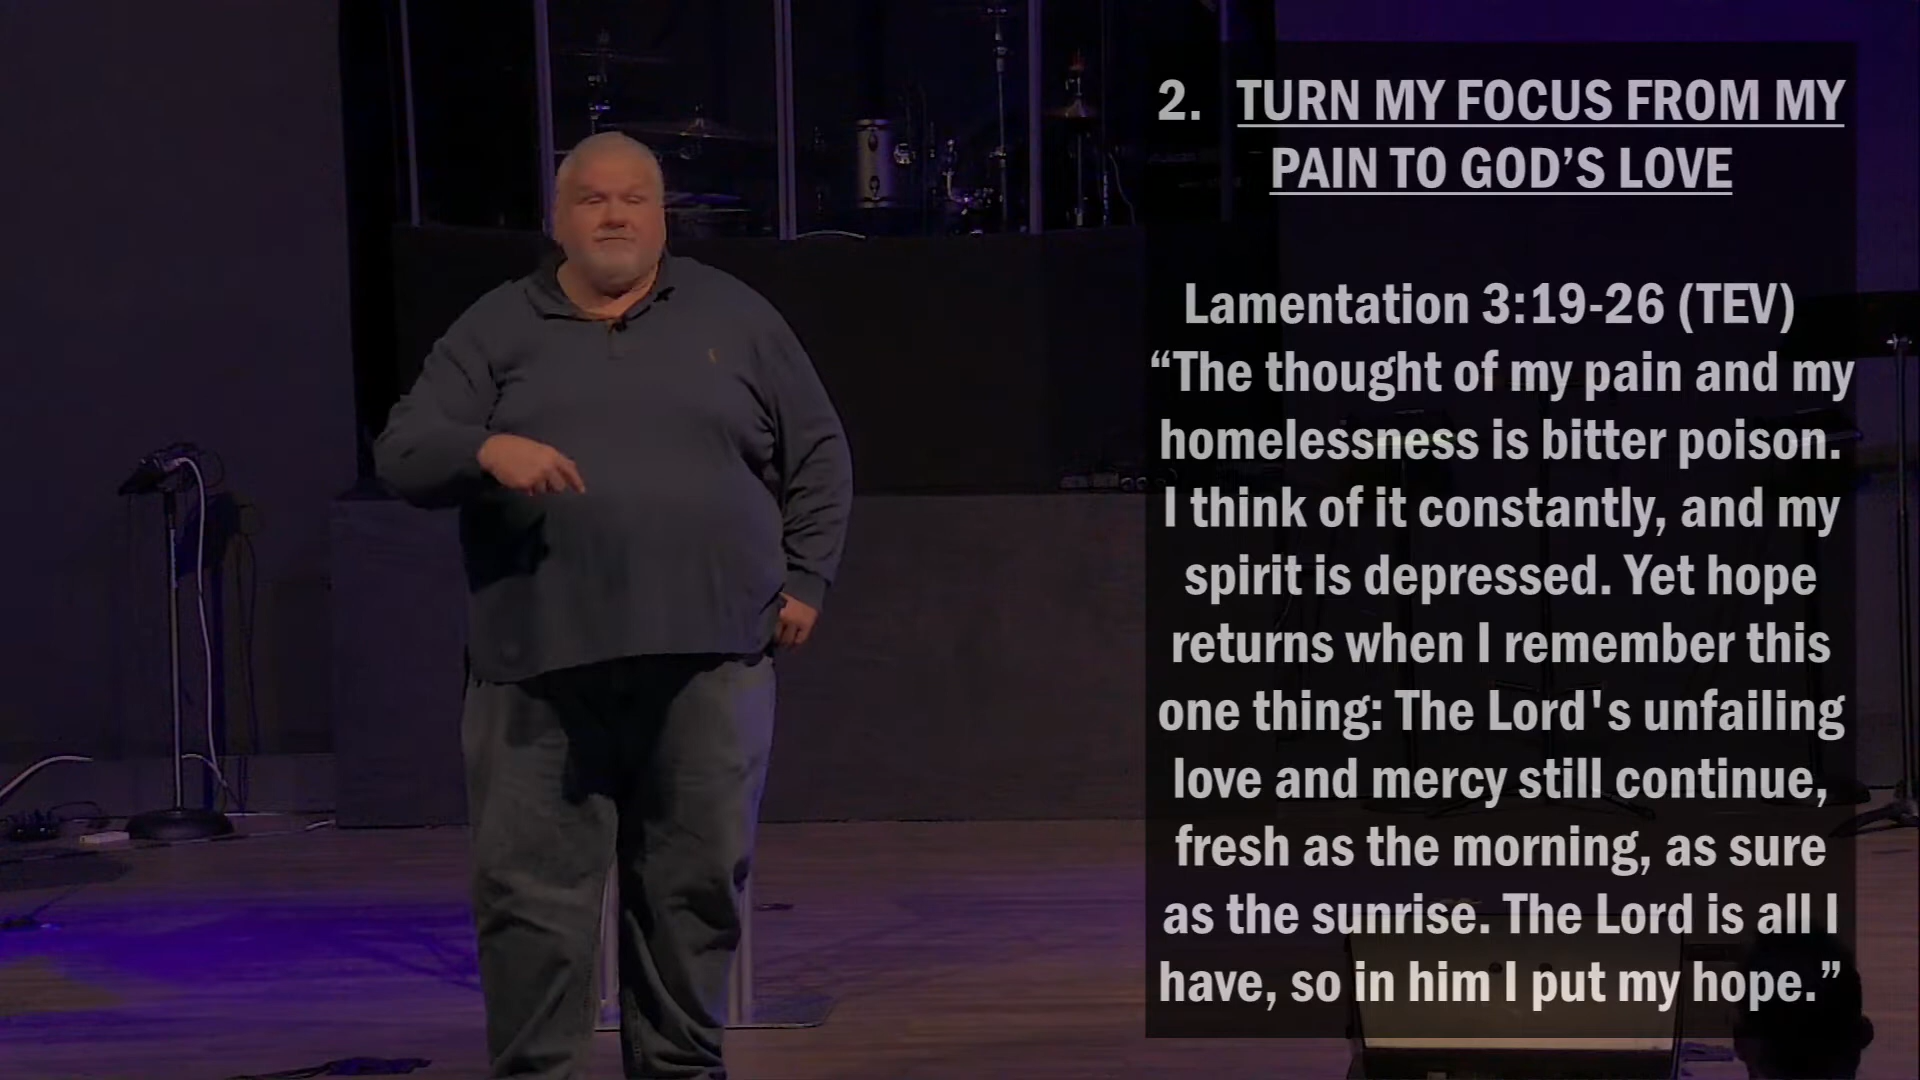 2. TURN MY FOCUS FROM MY
PAIN TO GOD’S LOVE
Lamentation 3:19-26 (TEV)
“The thought of my pain and my
homelessness is bitter poison.
I think of it constantly, and my
spirit is depressed. Yet hope
returns when I remember this
one thing: The Lord's unfailing
love and mercy still continue,
fresh as the morning, as sure
as the sunrise. The Lord is all I
have, so in him I put my hope.”